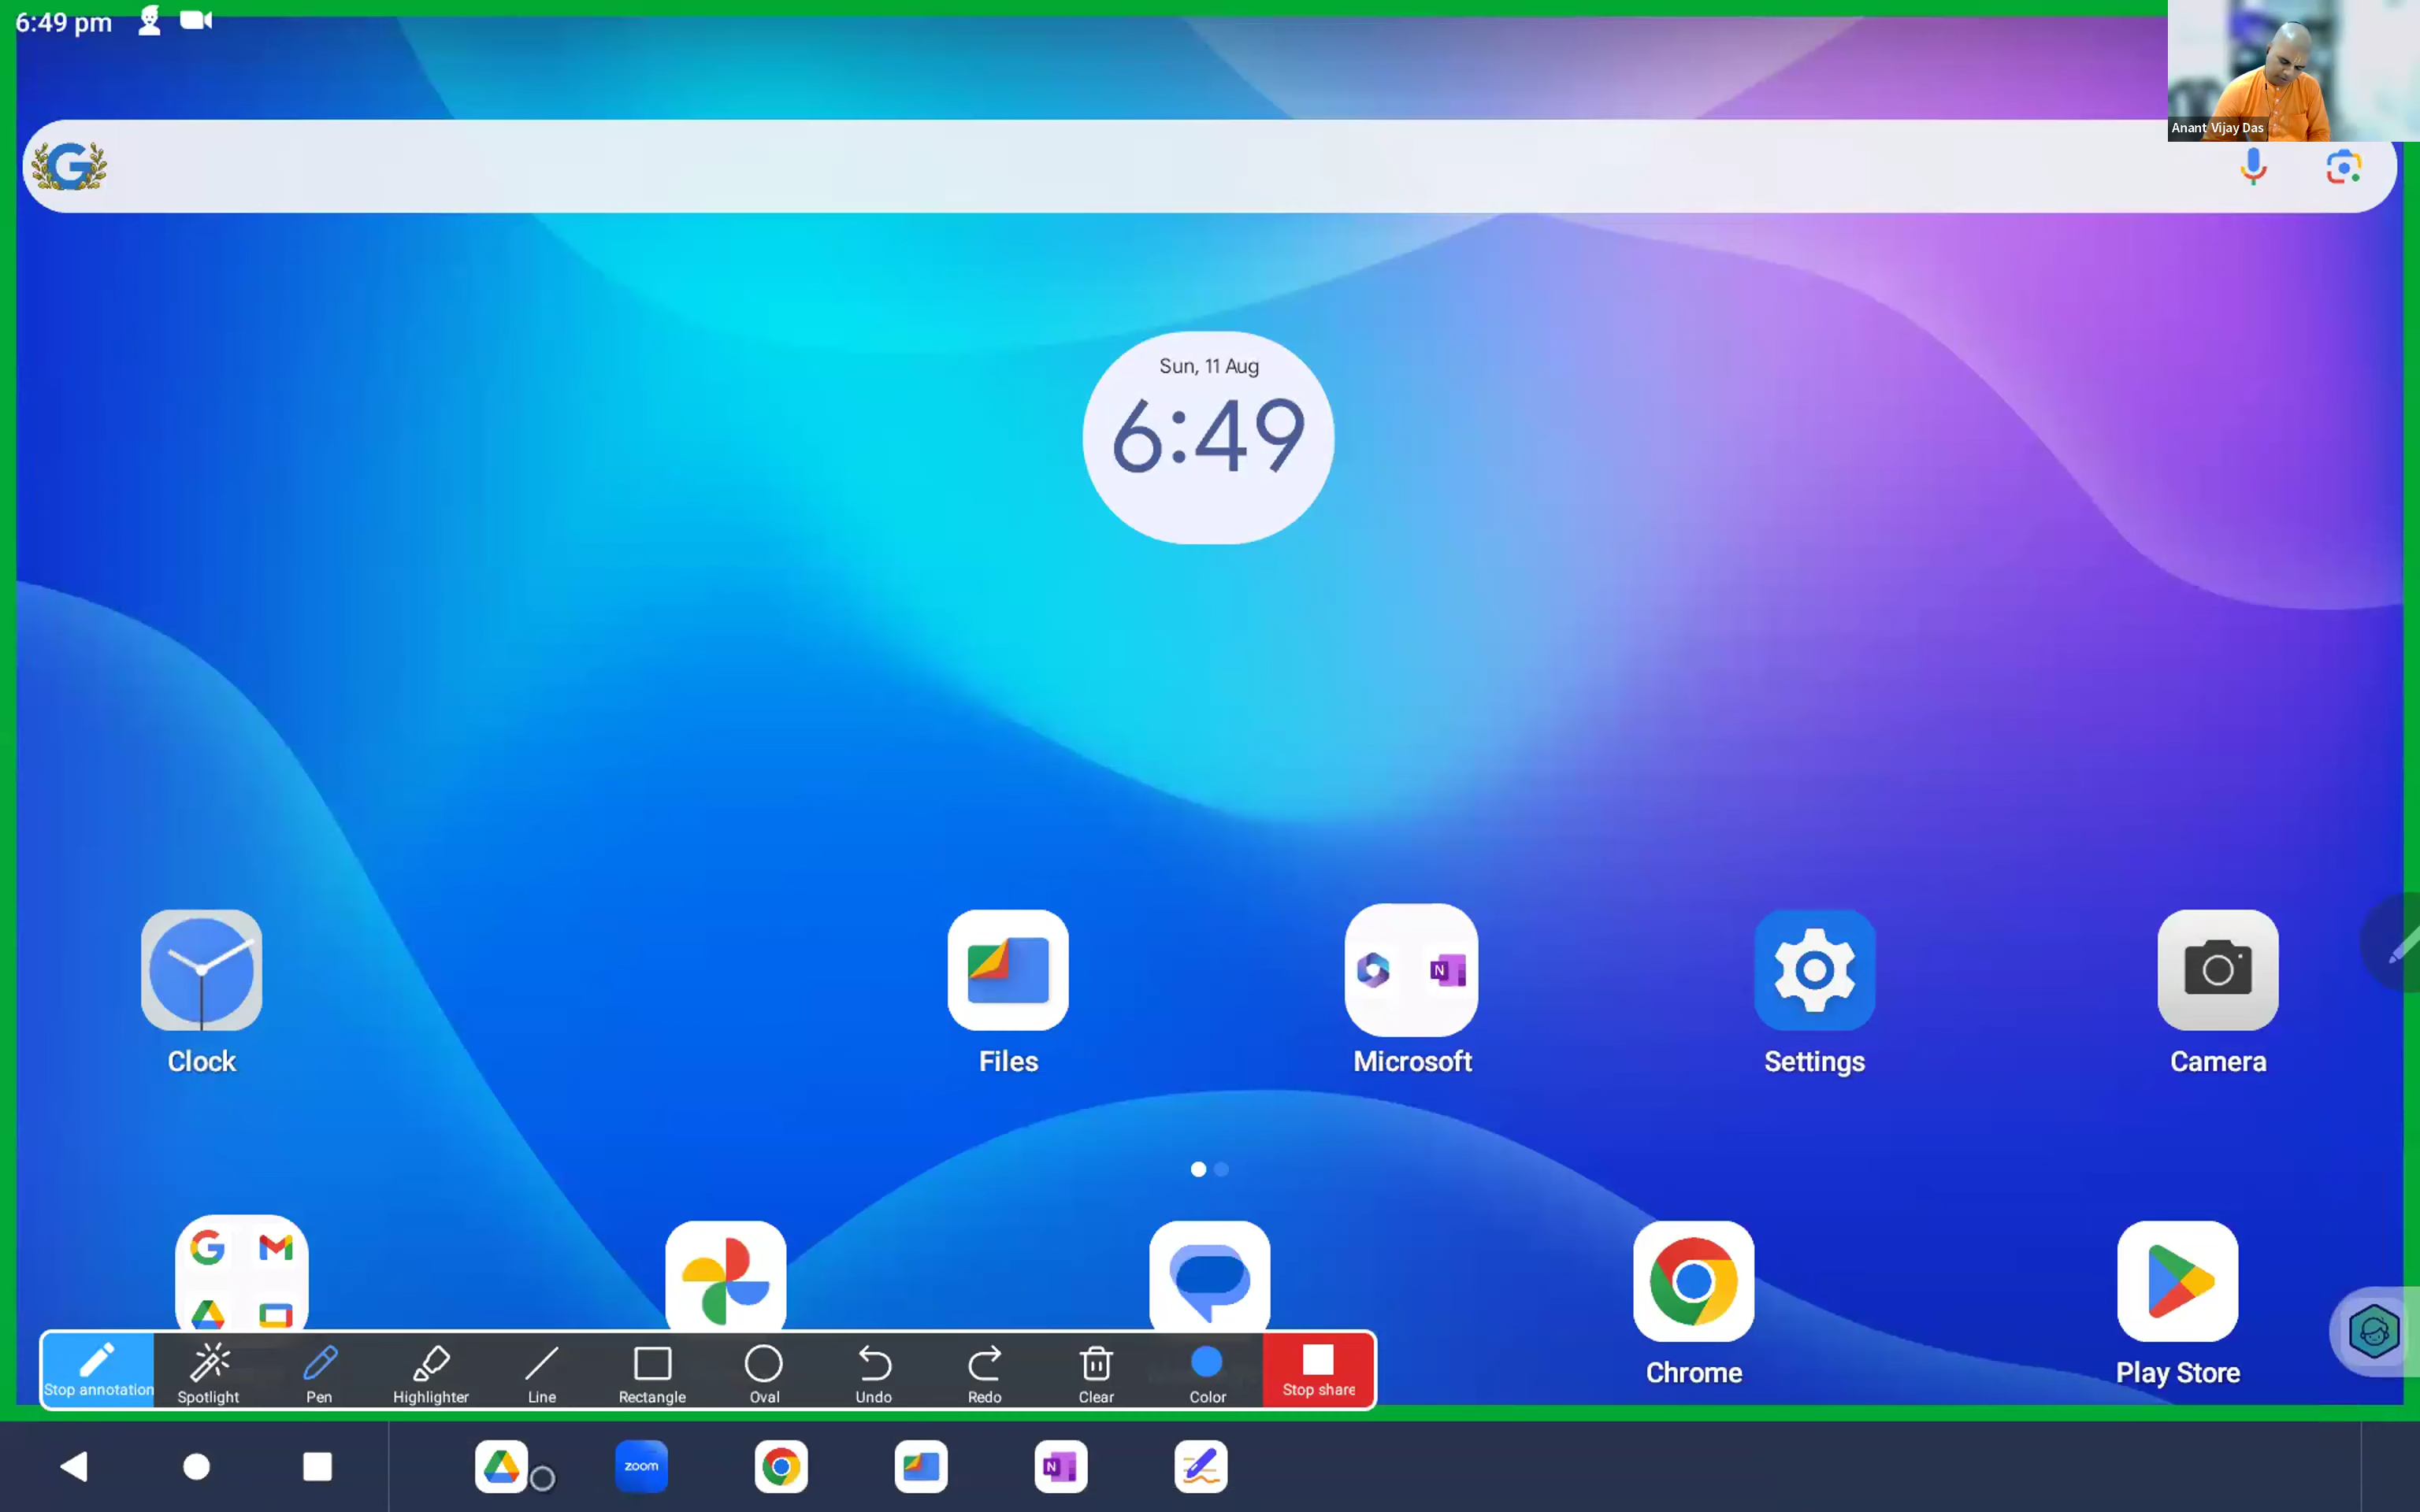 6:49 pm
Anant Vijay Das
Sun, 11 Aug
6:49
Clock
Files
Microsoft
Settings
Camera
Chrome
Play Store
Stop annotation
Spotlight
Pen
Highlighter
Line
Rectangle
Oval
Undo
Redo
Clear
Color
Stop share
zoom